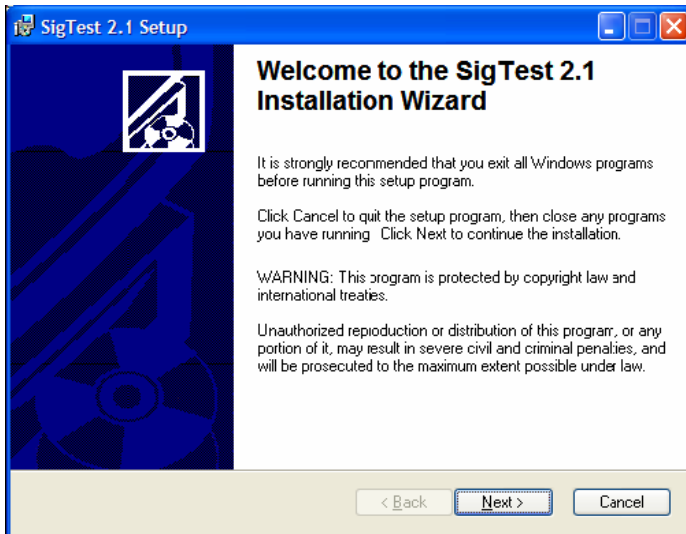 SigTest 2.1 Setup
Welcome to the SigTest 2.1
Installation Wizard
It is strongly recommended that you exit all Windows programs
before running this setup program.
Click Cancel to quit the setup program, then close any programs
you have running. Click Next to continue the installation.
WARNING: This program is protected by copyright law and
international treaties.
Unauthorized reproduction or distribution of this program, or any
portion of it, may result in severe civil and criminal penalties, and
will be prosecuted to the maximum extent possible under law.
< Back
Next >
Cancel